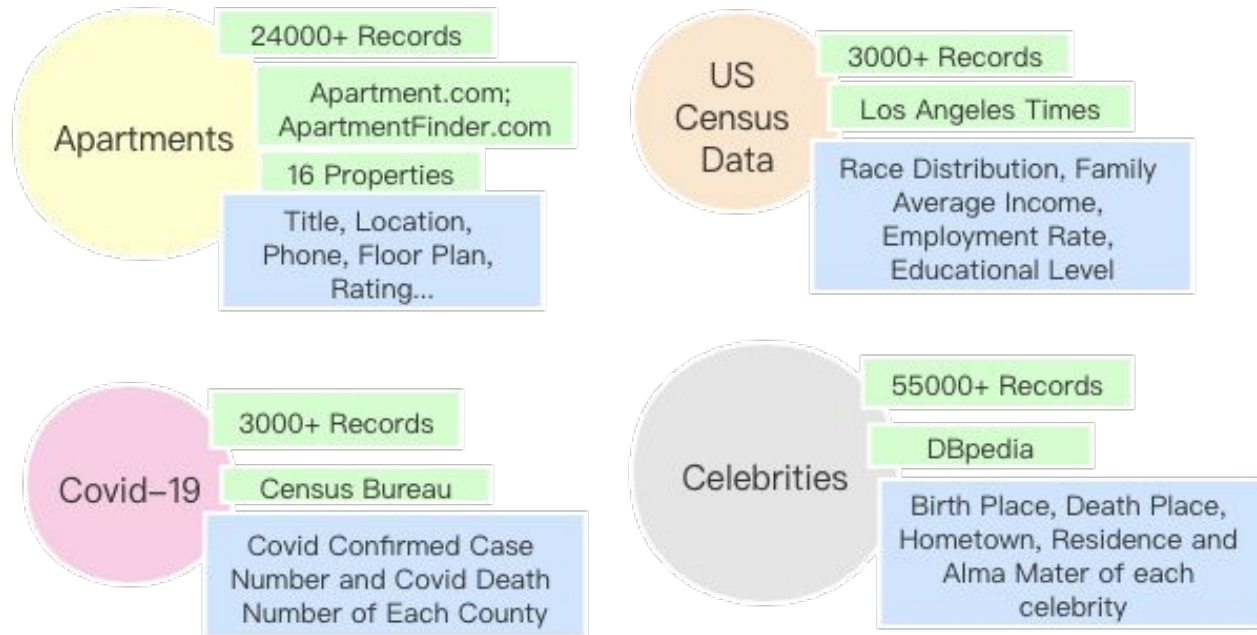 Apartments
24000+ Records
Apartment.com;
ApartmentFinder.com
16 Properties
Title, Location,
Phone, Floor Plan,
Rating...
US
Census
Data
3000+ Records
Los Angeles Times
Race Distribution, Family
Average Income,
Employment Rate,
Educational Level
Covid-19
3000+ Records
Census Bureau
Covid Confirmed Case
Number and Covid Death
Number of Each County
Celebrities
55000+ Records
DBpedia
Birth Place, Death Place,
Hometown, Residence and
Alma Mater of each
celebrity